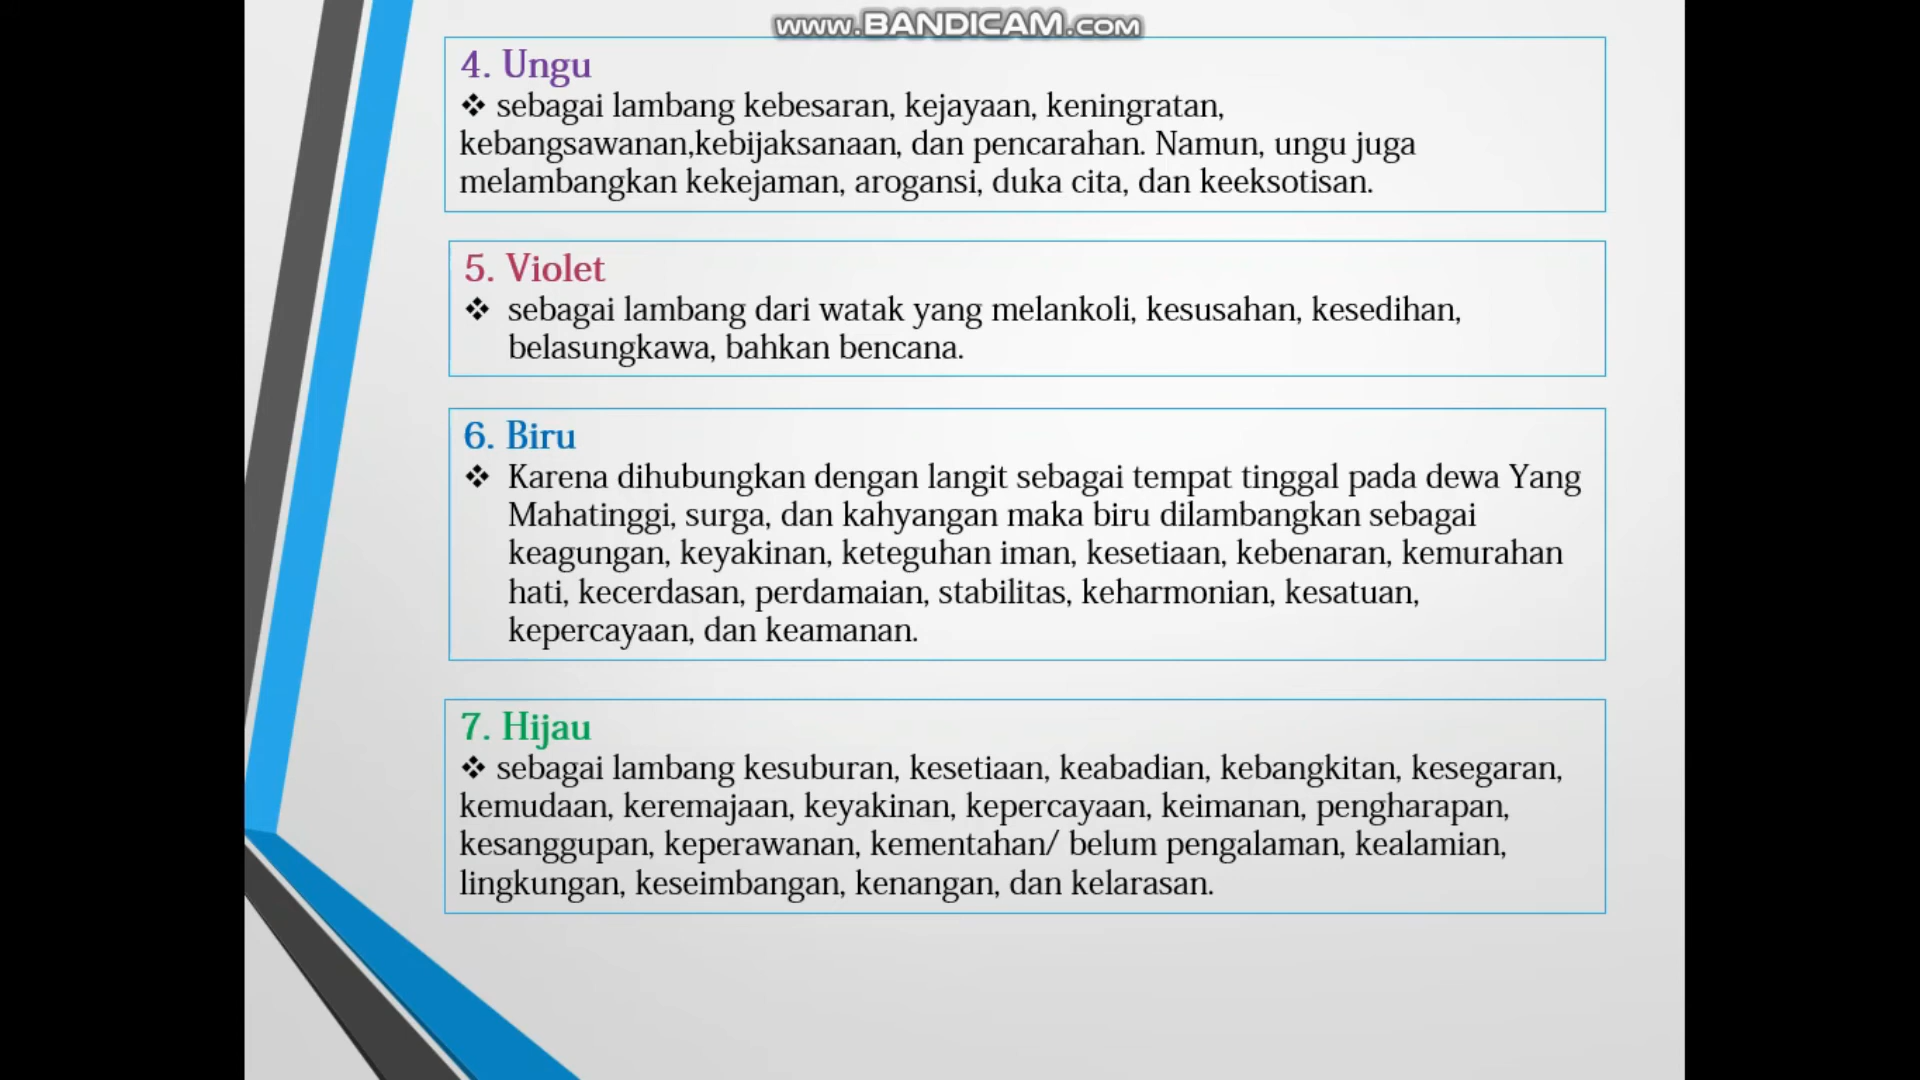 www.BANDICAM.com
4. Ungu
❖ sebagai lambang kebesaran, kejayaan, keningratan,
kebangsawanan,kebijaksanaan, dan pencarahan. Namun, ungu juga
melambangkan kekejaman, arogansi, duka cita, dan keeksotisan.
5. Violet
❖ sebagai lambang dari watak yang melankoli, kesusahan, kesedihan,
belasungkawa, bahkan bencana.
6. Biru
❖ Karena dihubungkan dengan langit sebagai tempat tinggal pada dewa Yang
Mahatinggi, surga, dan kahyangan maka biru dilambangkan sebagai
keagungan, keyakinan, keteguhan iman, kesetiaan, kebenaran, kemurahan
hati, kecerdasan, perdamaian, stabilitas, keharmonian, kesatuan,
kepercayaan, dan keamanan.
7. Hijau
❖ sebagai lambang kesuburan, kesetiaan, keabadian, kebangkitan, kesegaran,
kemudaan, keremajaan, keyakinan, kepercayaan, keimanan, pengharapan,
kesanggupan, keperawanan, kementahan/ belum pengalaman, kealamian,
lingkungan, keseimbangan, kenangan, dan kelarasan.